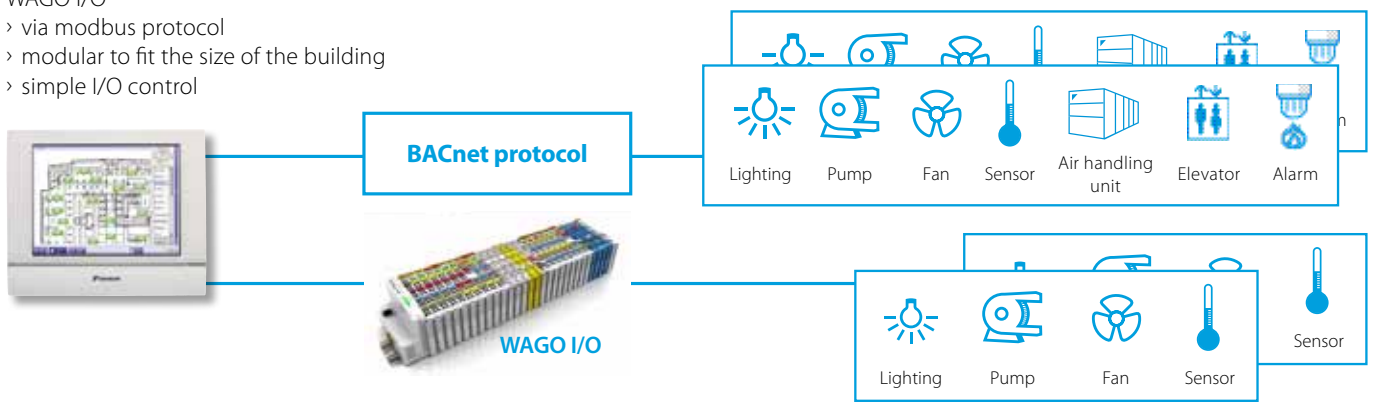 WAGO I/O
› via modbus protocol
› modular to fit the size of the building
› simple I/O control
BACnet protocol
Lighting
Pump
Fan
Sensor
Air handling
unit
Elevator
Alarm
WAGO I/O
Lighting
Pump
Fan
Sensor
Sensor